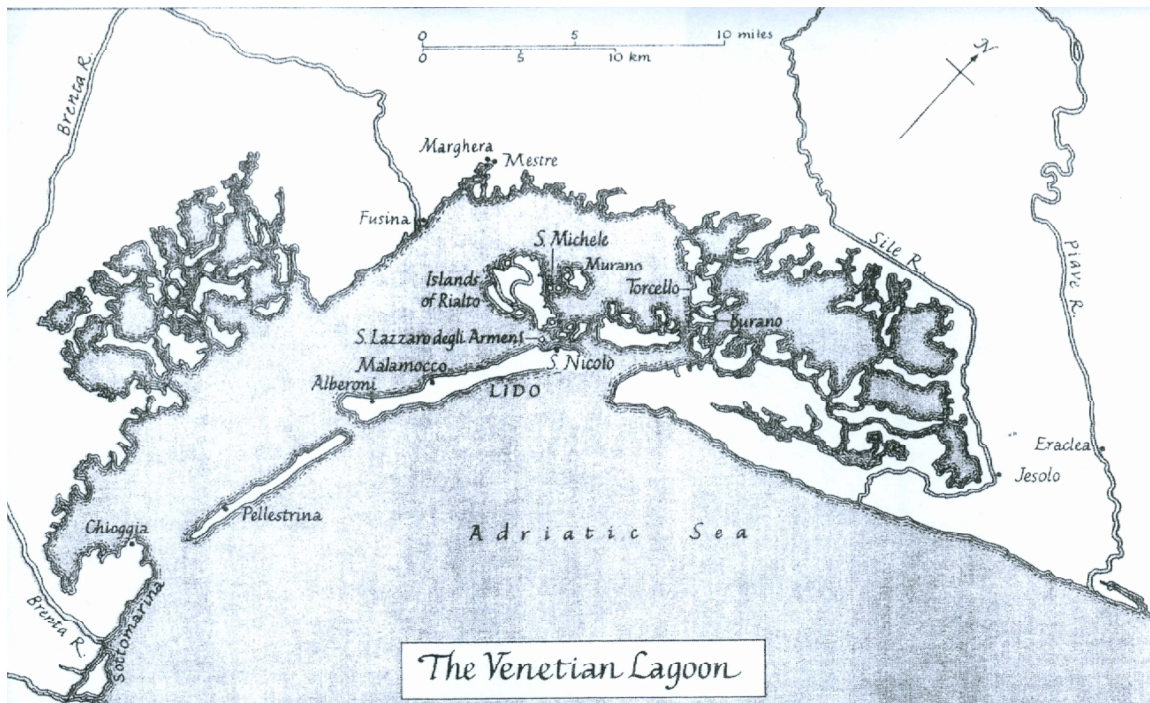 0 5 10 miles
0 5 10 km
N
Brenta R.
Marghera
Mestre
Fusina
S. Michele
Murano
Islands
of Rialto
Torcello
Burano
Sile R.
Piave R.
S. Lazzaro degli Armeni
S. Nicolo
Malamocco
Alberoni
LIDO
Eraclea
Jesolo
Pellestrina
Chioggia
Adriatic Sea
Brenta R.
Sottomarina
The Venetian Lagoon